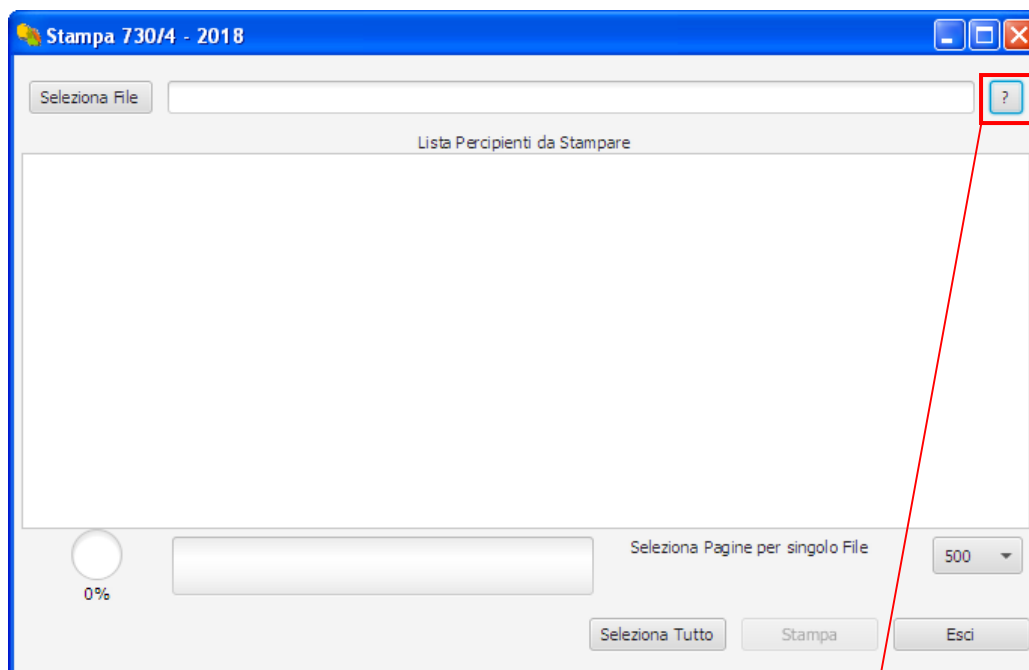 Stampa 730/4 - 2018
Seleziona File
?
Lista Percipienti da Stampare
Seleziona Pagine per singolo File
500
0%
Seleziona Tutto
Stampa
Esci